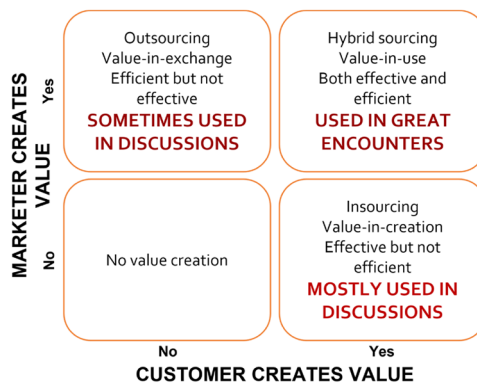 MARKETER CREATES
VALUE
Yes
No
Outsourcing
Value-in-exchange
Efficient but not
effective
SOMETIMES USED
IN DISCUSSIONS
Hybrid sourcing
Value-in-use
Both effective and
efficient
USED IN GREAT
ENCOUNTERS
No value creation
Insourcing
Value-in-creation
Effective but not
efficient
MOSTLY USED IN
DISCUSSIONS
No
Yes
CUSTOMER CREATES VALUE